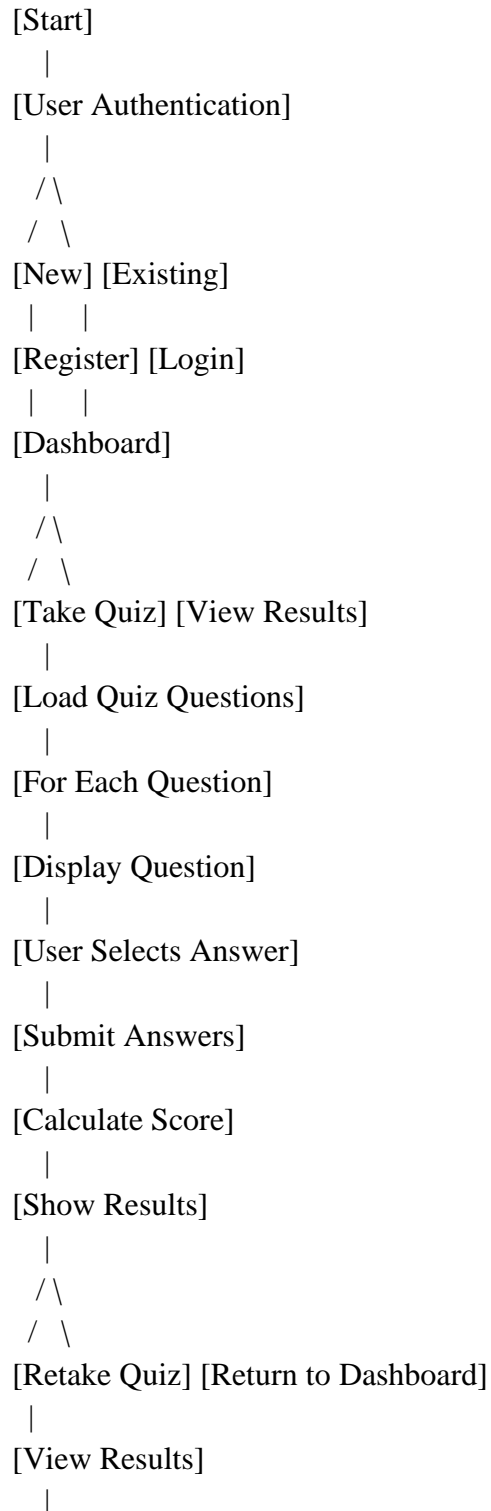 [Start]
|
[User Authentication]
|
/ \
/ \
[New] [Existing]
| |
[Register] [Login]
| |
[Dashboard]
|
/ \
/ \
[Take Quiz] [View Results]
|
[Load Quiz Questions]
|
[For Each Question]
|
[Display Question]
|
[User Selects Answer]
|
[Submit Answers]
|
[Calculate Score]
|
[Show Results]
|
/ \
/ \
[Retake Quiz] [Return to Dashboard]
|
[View Results]
|